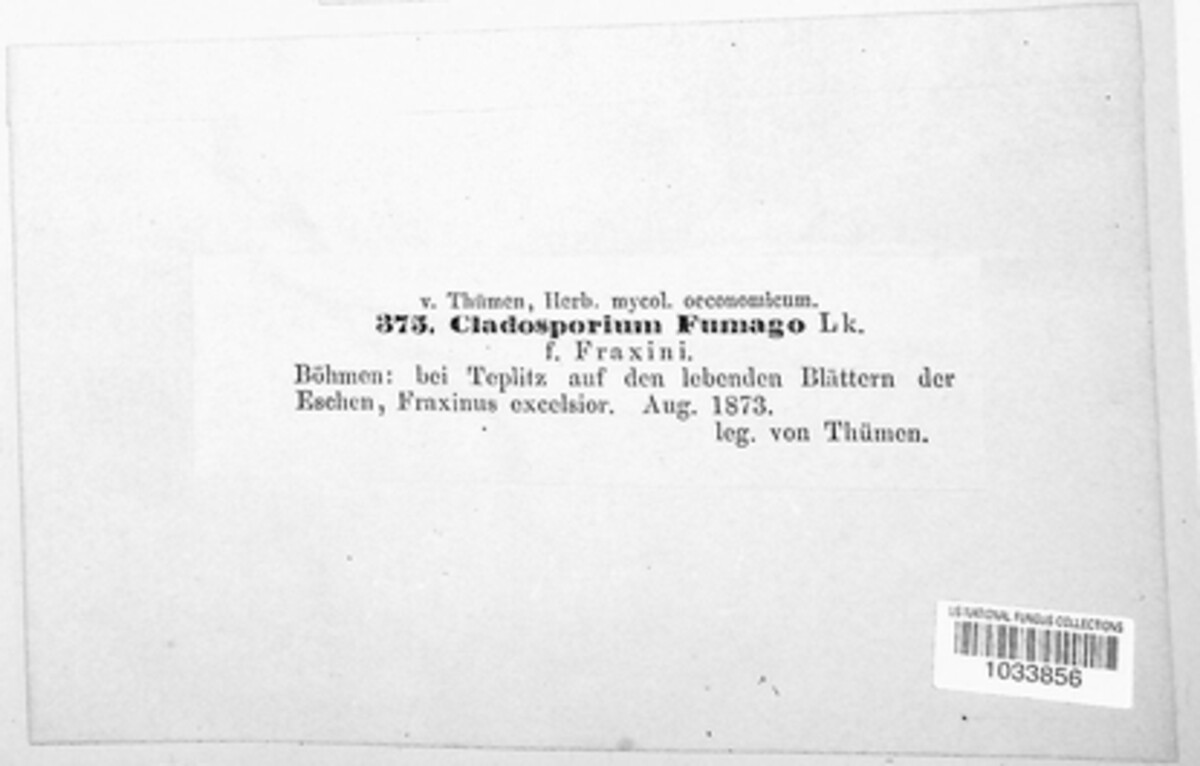 v. Thümen, Herb. mycol. oeconomicum.
375. Cladosporium Fumago Lk.
f. Fraxini.
Böhmen: bei Teplitz auf den lebenden Blättern der
Eschen, Fraxinus excelsior. Aug. 1873.
leg. von Thümen.
US NATIONAL FUNGUS COLLECTIONS
1033856